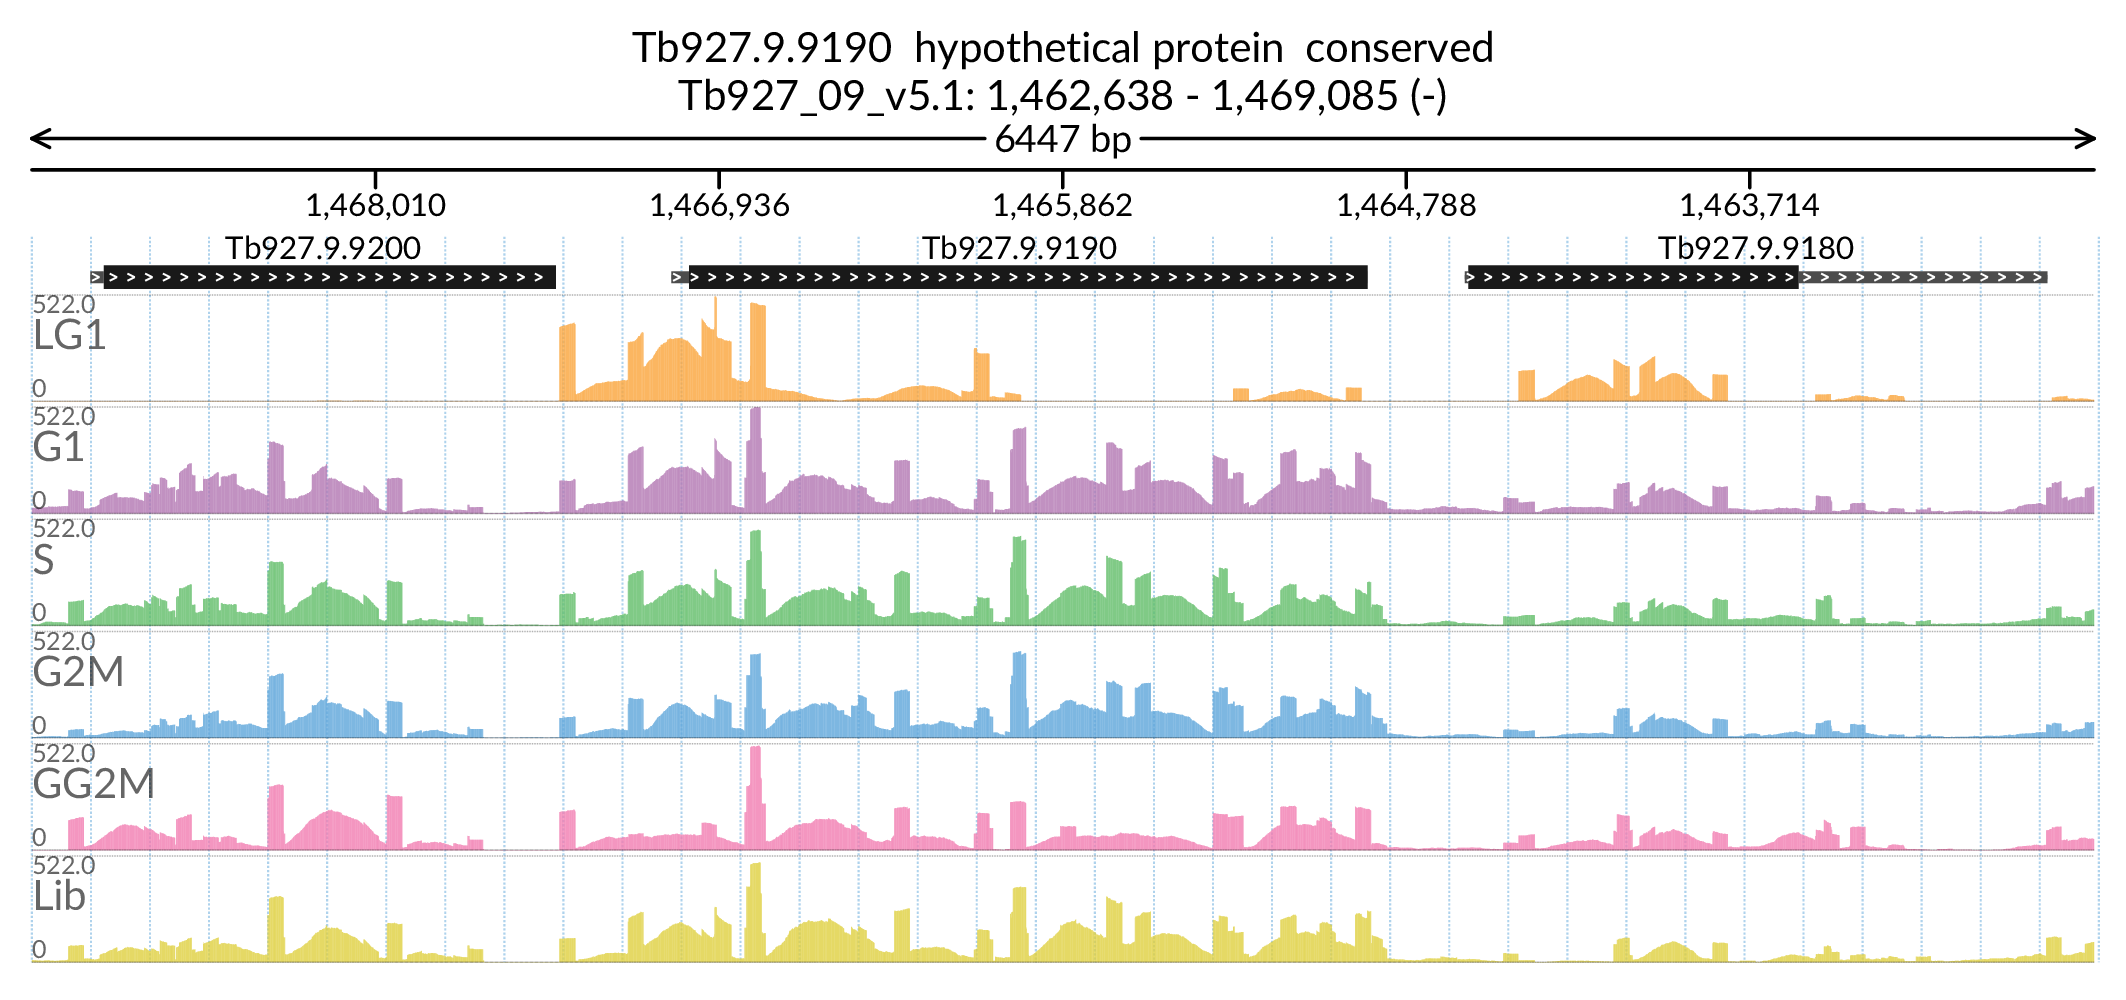 Tb927.9.9190  hypothetical protein  conserved
Tb927_09_v5.1: 1,462,638 - 1,469,085 (-)
6447 bp
1,468,010 1,466,936 1,465,862 1,464,788 1,463,714
Tb927.9.9200 Tb927.9.9190 Tb927.9.9180
522.0
LG1
0
522.0
G1
0
522.0
S
0
522.0
G2M
0
522.0
GG2M
0
522.0
Lib
0